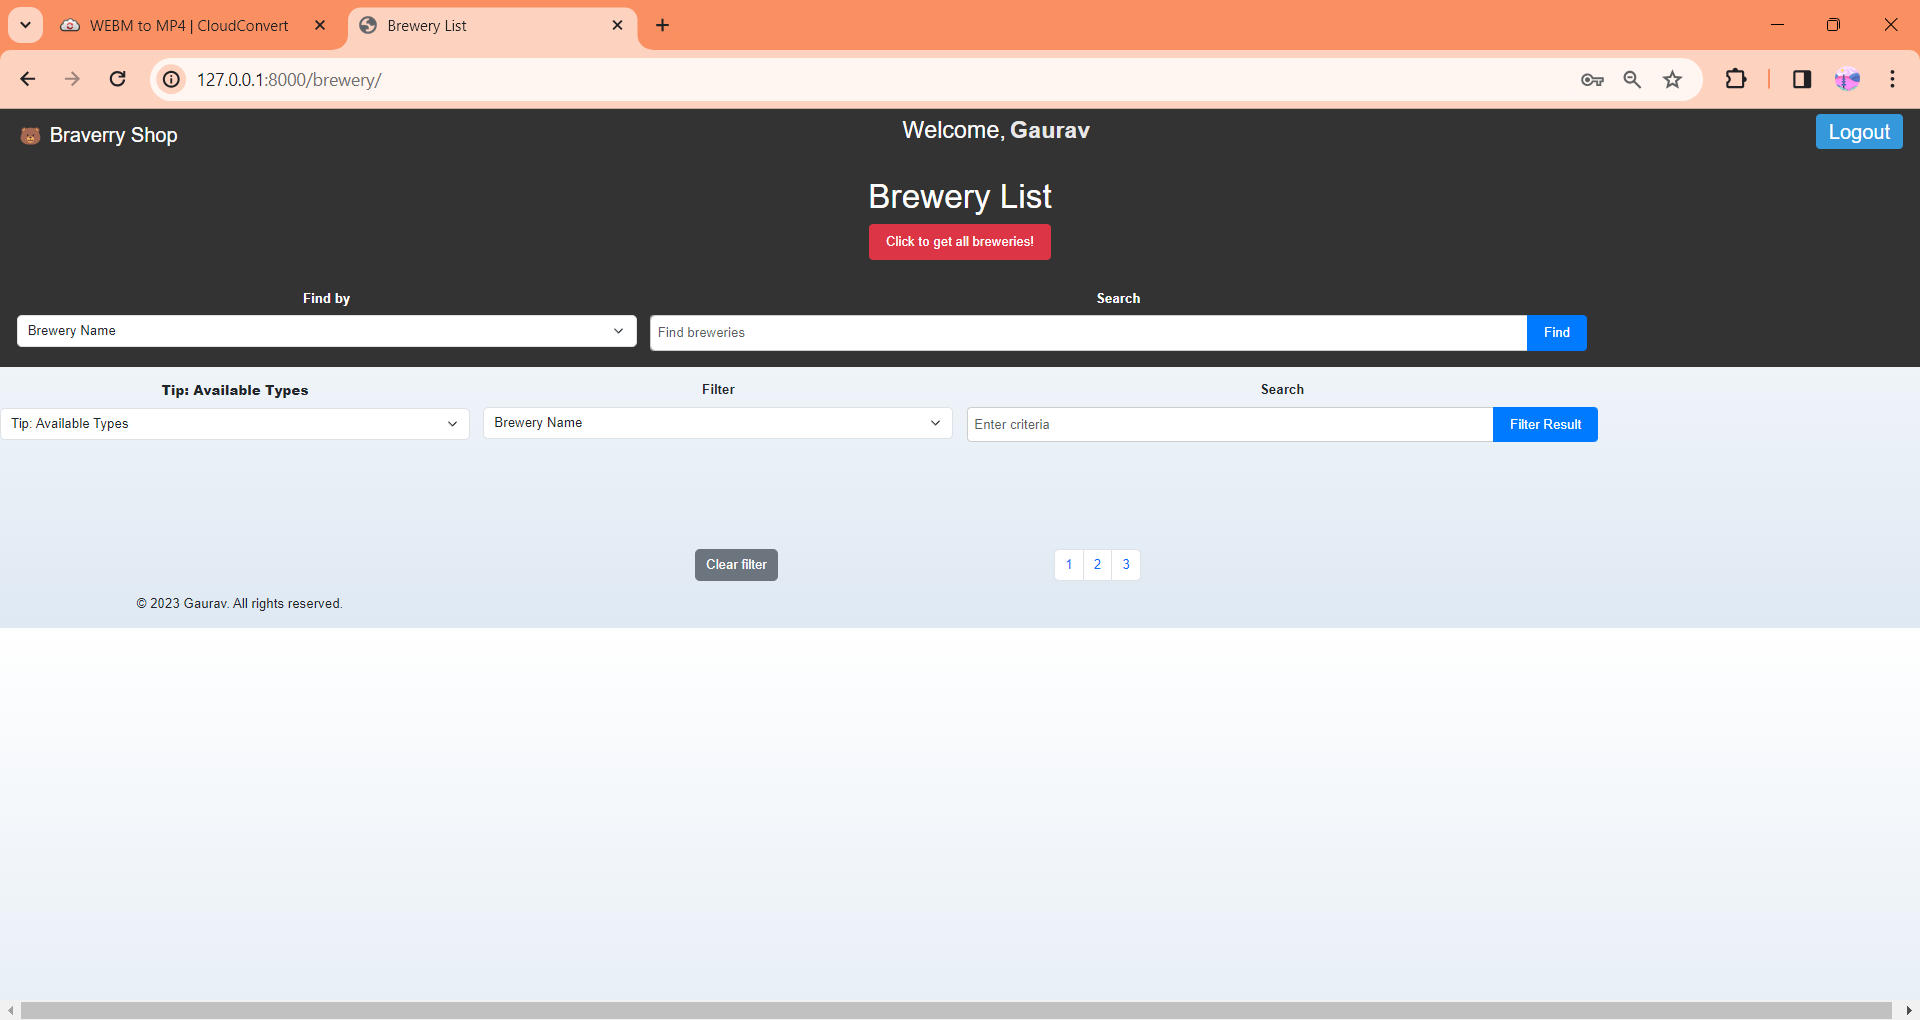 WEBM to MP4 | CloudConvert
Brewery List
127.0.0.1:8000/brewery/
Braverry Shop
Welcome, Gaurav
Logout
Brewery List
Click to get all breweries!
Find by
Search
Brewery Name
Find breweries
Find
Tip: Available Types
Filter
Search
Tip: Available Types
Brewery Name
Enter criteria
Filter Result
Clear filter
1 2 3
© 2023 Gaurav. All rights reserved.